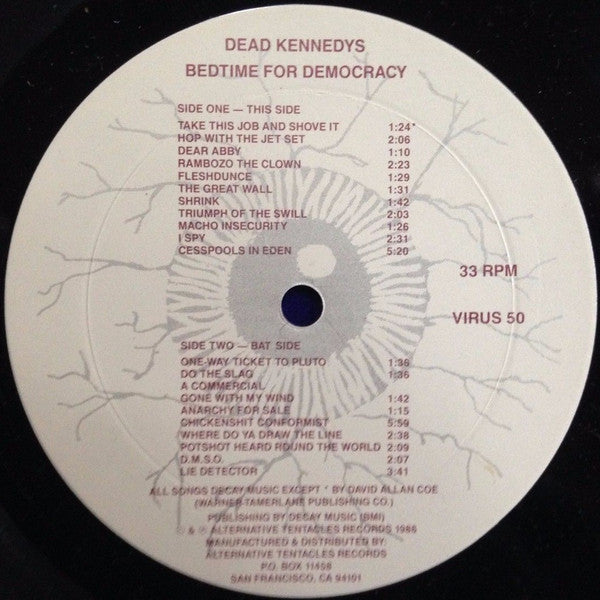 DEAD KENNEDYS
BEDTIME FOR DEMOCRACY
SIDE ONE — THIS SIDE
TAKE THIS JOB AND SHOVE IT 1:24*
HOP WITH THE JET SET 2:06
DEAR ABBY 1:10
RAMBOZO THE CLOWN 2:23
FLESHDUNCE 1:29
THE GREAT WALL 1:31
SHRINK 1:42
TRIUMPH OF THE SWILL 2:03
MACHO INSECURITY 1:26
I SPY 2:31
CESSPOOLS IN EDEN 5:20
33 RPM
VIRUS 50
SIDE TWO — BAT SIDE
ONE-WAY TICKET TO PLUTO 1:38
DO THE SLAG 1:36
A COMMERCIAL
GONE WITH MY WIND 1:42
ANARCHY FOR SALE 1:15
CHICKENSHIT CONFORMIST 5:59
WHERE DO YA DRAW THE LINE 2:38
POTSHOT HEARD ROUND THE WORLD 2:09
D.M.S.O. 2:07
LIE DETECTOR 3:41
ALL SONGS DECAY MUSIC EXCEPT * BY DAVID ALLAN COE
(WARNER-TAMERLANE PUBLISHING CO.)
PUBLISHING BY DECAY MUSIC (BMI)
© & ℗ ALTERNATIVE TENTACLES RECORDS 1986
MANUFACTURED & DISTRIBUTED BY:
ALTERNATIVE TENTACLES RECORDS
P.O. BOX 11458
SAN FRANCISCO, CA 94101